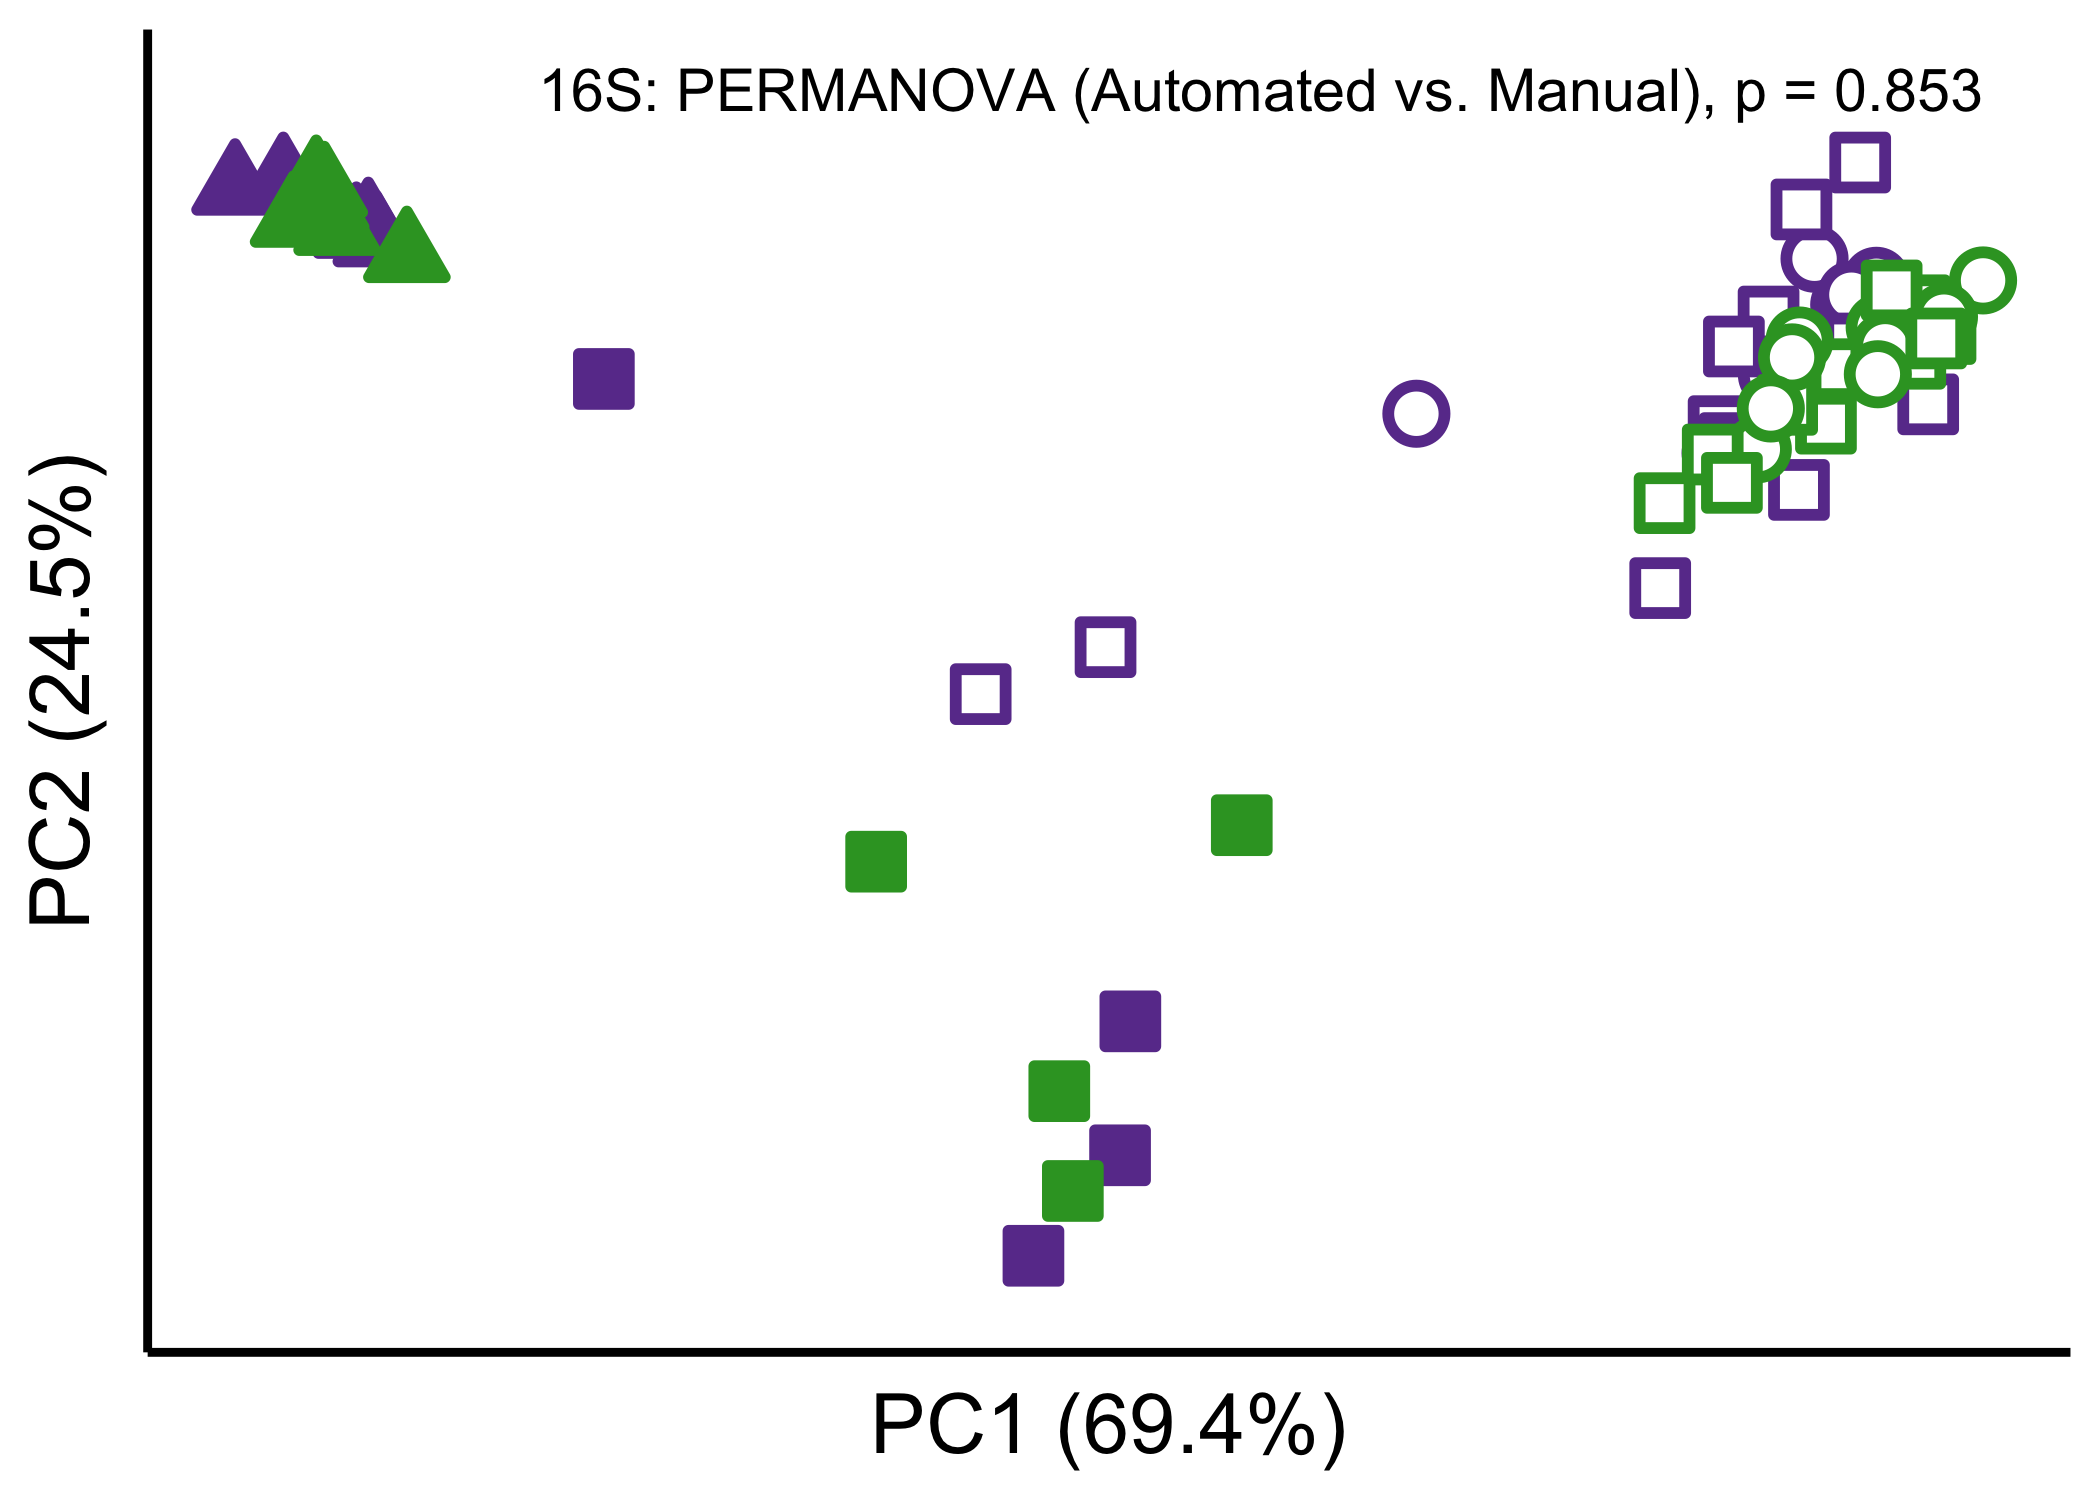 16S: PERMANOVA (Automated vs. Manual), p = 0.853
PC2 (24.5%)
PC1 (69.4%)